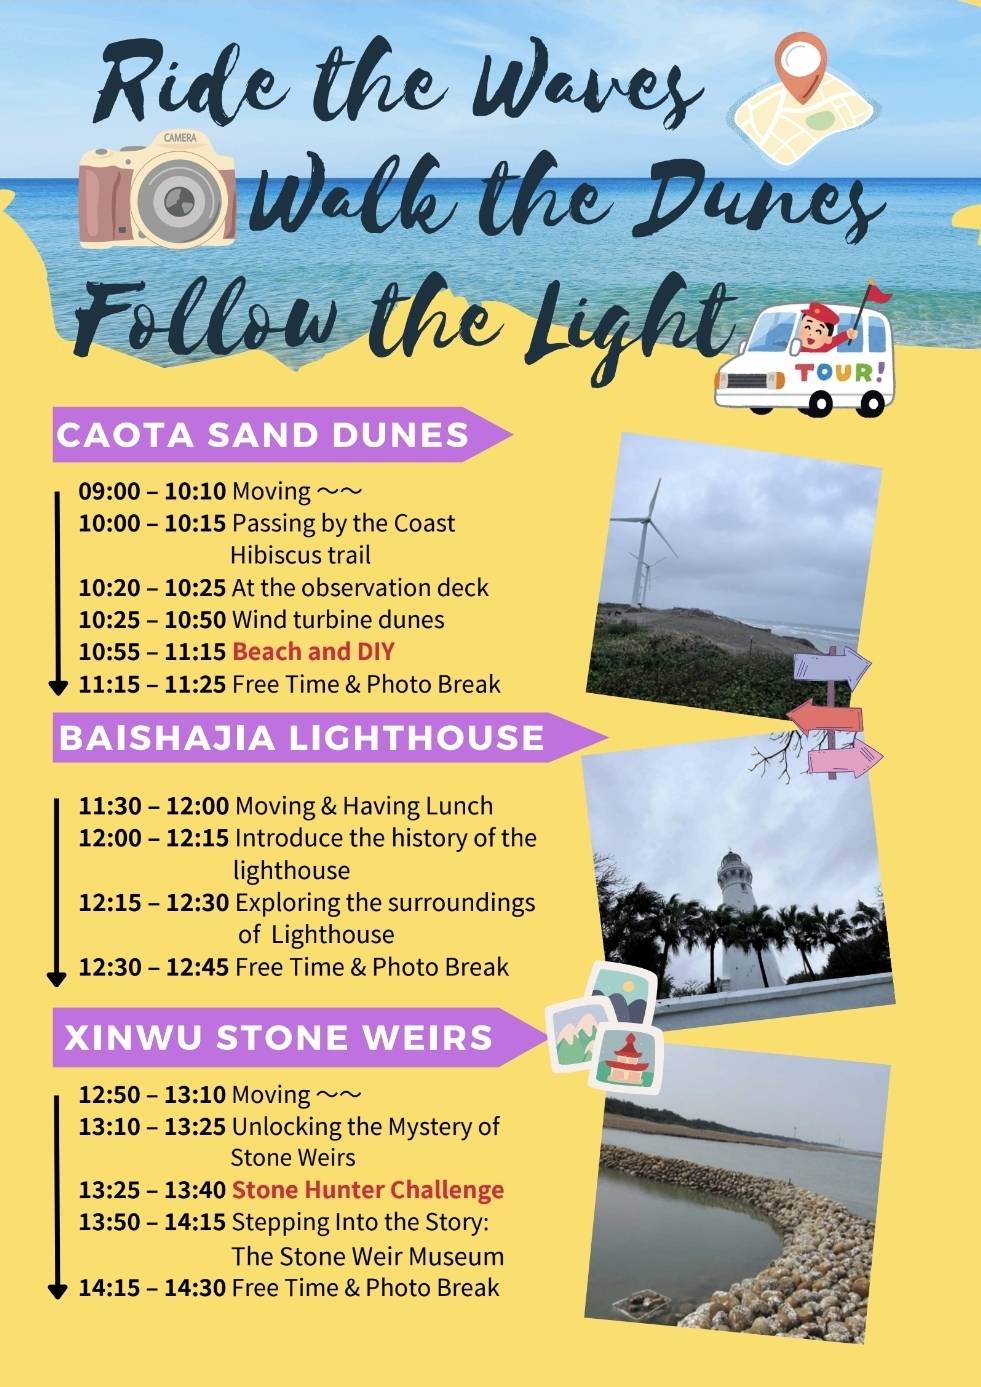 Ride the Waves
CAMERA
Walk the Dunes
Follow the Light
TOUR!
CAOTA SAND DUNES
09:00 – 10:10 Moving ～～
10:00 – 10:15 Passing by the Coast
Hibiscus trail
10:20 – 10:25 At the observation deck
10:25 – 10:50 Wind turbine dunes
10:55 – 11:15 Beach and DIY
11:15 – 11:25 Free Time & Photo Break
BAISHAJIA LIGHTHOUSE
11:30 – 12:00 Moving & Having Lunch
12:00 – 12:15 Introduce the history of the
lighthouse
12:15 – 12:30 Exploring the surroundings
of Lighthouse
12:30 – 12:45 Free Time & Photo Break
XINWU STONE WEIRS
12:50 – 13:10 Moving ～～
13:10 – 13:25 Unlocking the Mystery of
Stone Weirs
13:25 – 13:40 Stone Hunter Challenge
13:50 – 14:15 Stepping Into the Story:
The Stone Weir Museum
14:15 – 14:30 Free Time & Photo Break